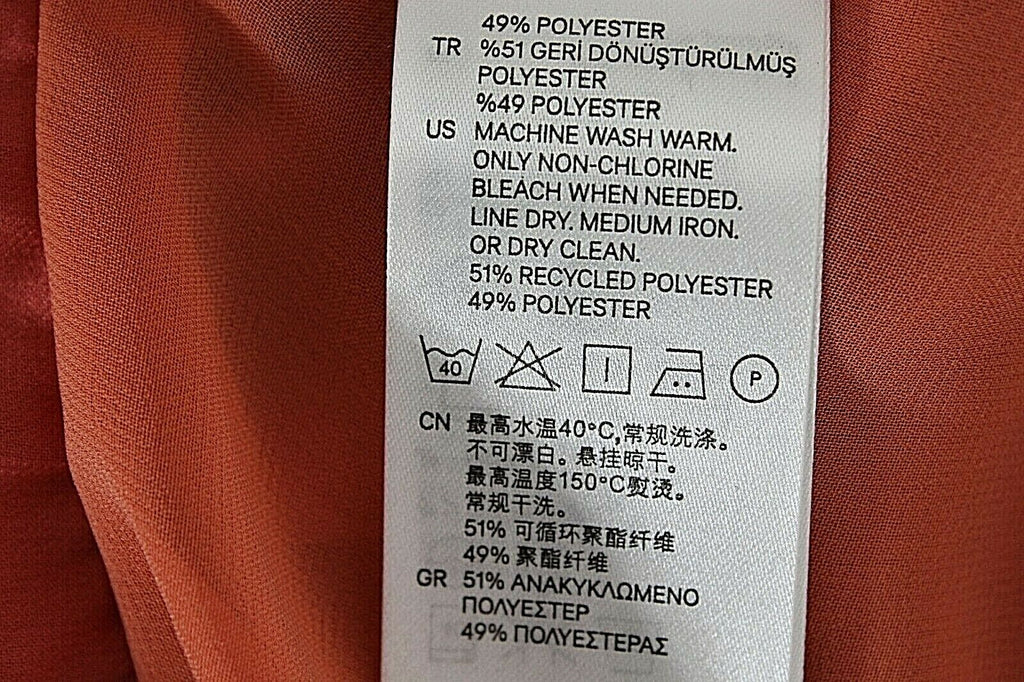 49% POLYESTER
TR %51 GERİ DÖNÜŞTÜRÜLMÜŞ
POLYESTER
%49 POLYESTER
US MACHINE WASH WARM.
ONLY NON-CHLORINE
BLEACH WHEN NEEDED.
LINE DRY. MEDIUM IRON.
OR DRY CLEAN.
51% RECYCLED POLYESTER
49% POLYESTER
40 P
CN 最高水温40°C,常规洗涤。
不可漂白。悬挂晾干。
最高温度150°C熨烫。
常规干洗。
51% 可循环聚酯纤维
49% 聚酯纤维
GR 51% ΑΝΑΚΥΚΛΩΜΕΝΟ
ΠΟΛΥΕΣΤΕΡ
49% ΠΟΛΥΕΣΤΕΡΑΣ